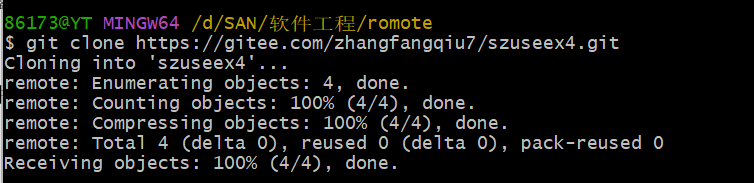 86173@YT MINGW64 /d/SAN/软件工程/romote
$ git clone https://gitee.com/zhangfangqiu7/szuseex4.git
Cloning into 'szuseex4'...
remote: Enumerating objects: 4, done.
remote: Counting objects: 100% (4/4), done.
remote: Compressing objects: 100% (4/4), done.
remote: Total 4 (delta 0), reused 0 (delta 0), pack-reused 0
Receiving objects: 100% (4/4), done.